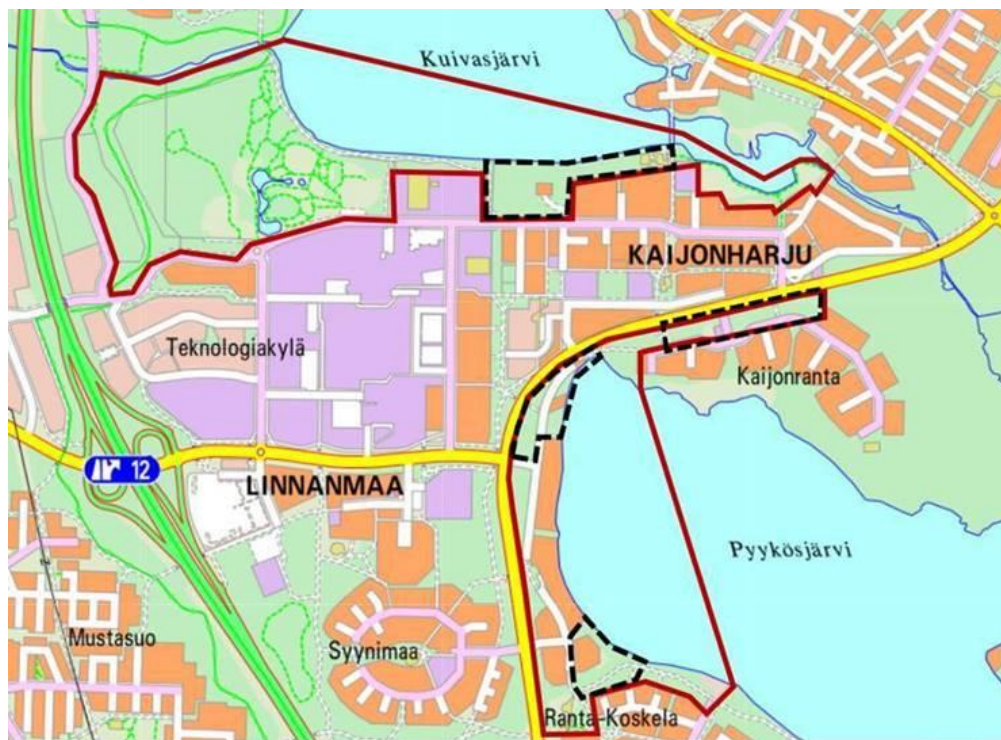 Kuivasjärvi
KAIJONHARJU
Teknologiakylä
Kaijonranta
12
LINNANMAA
Pyykösjärvi
Mustasuo
Syynimaa
Ranta-Koskela